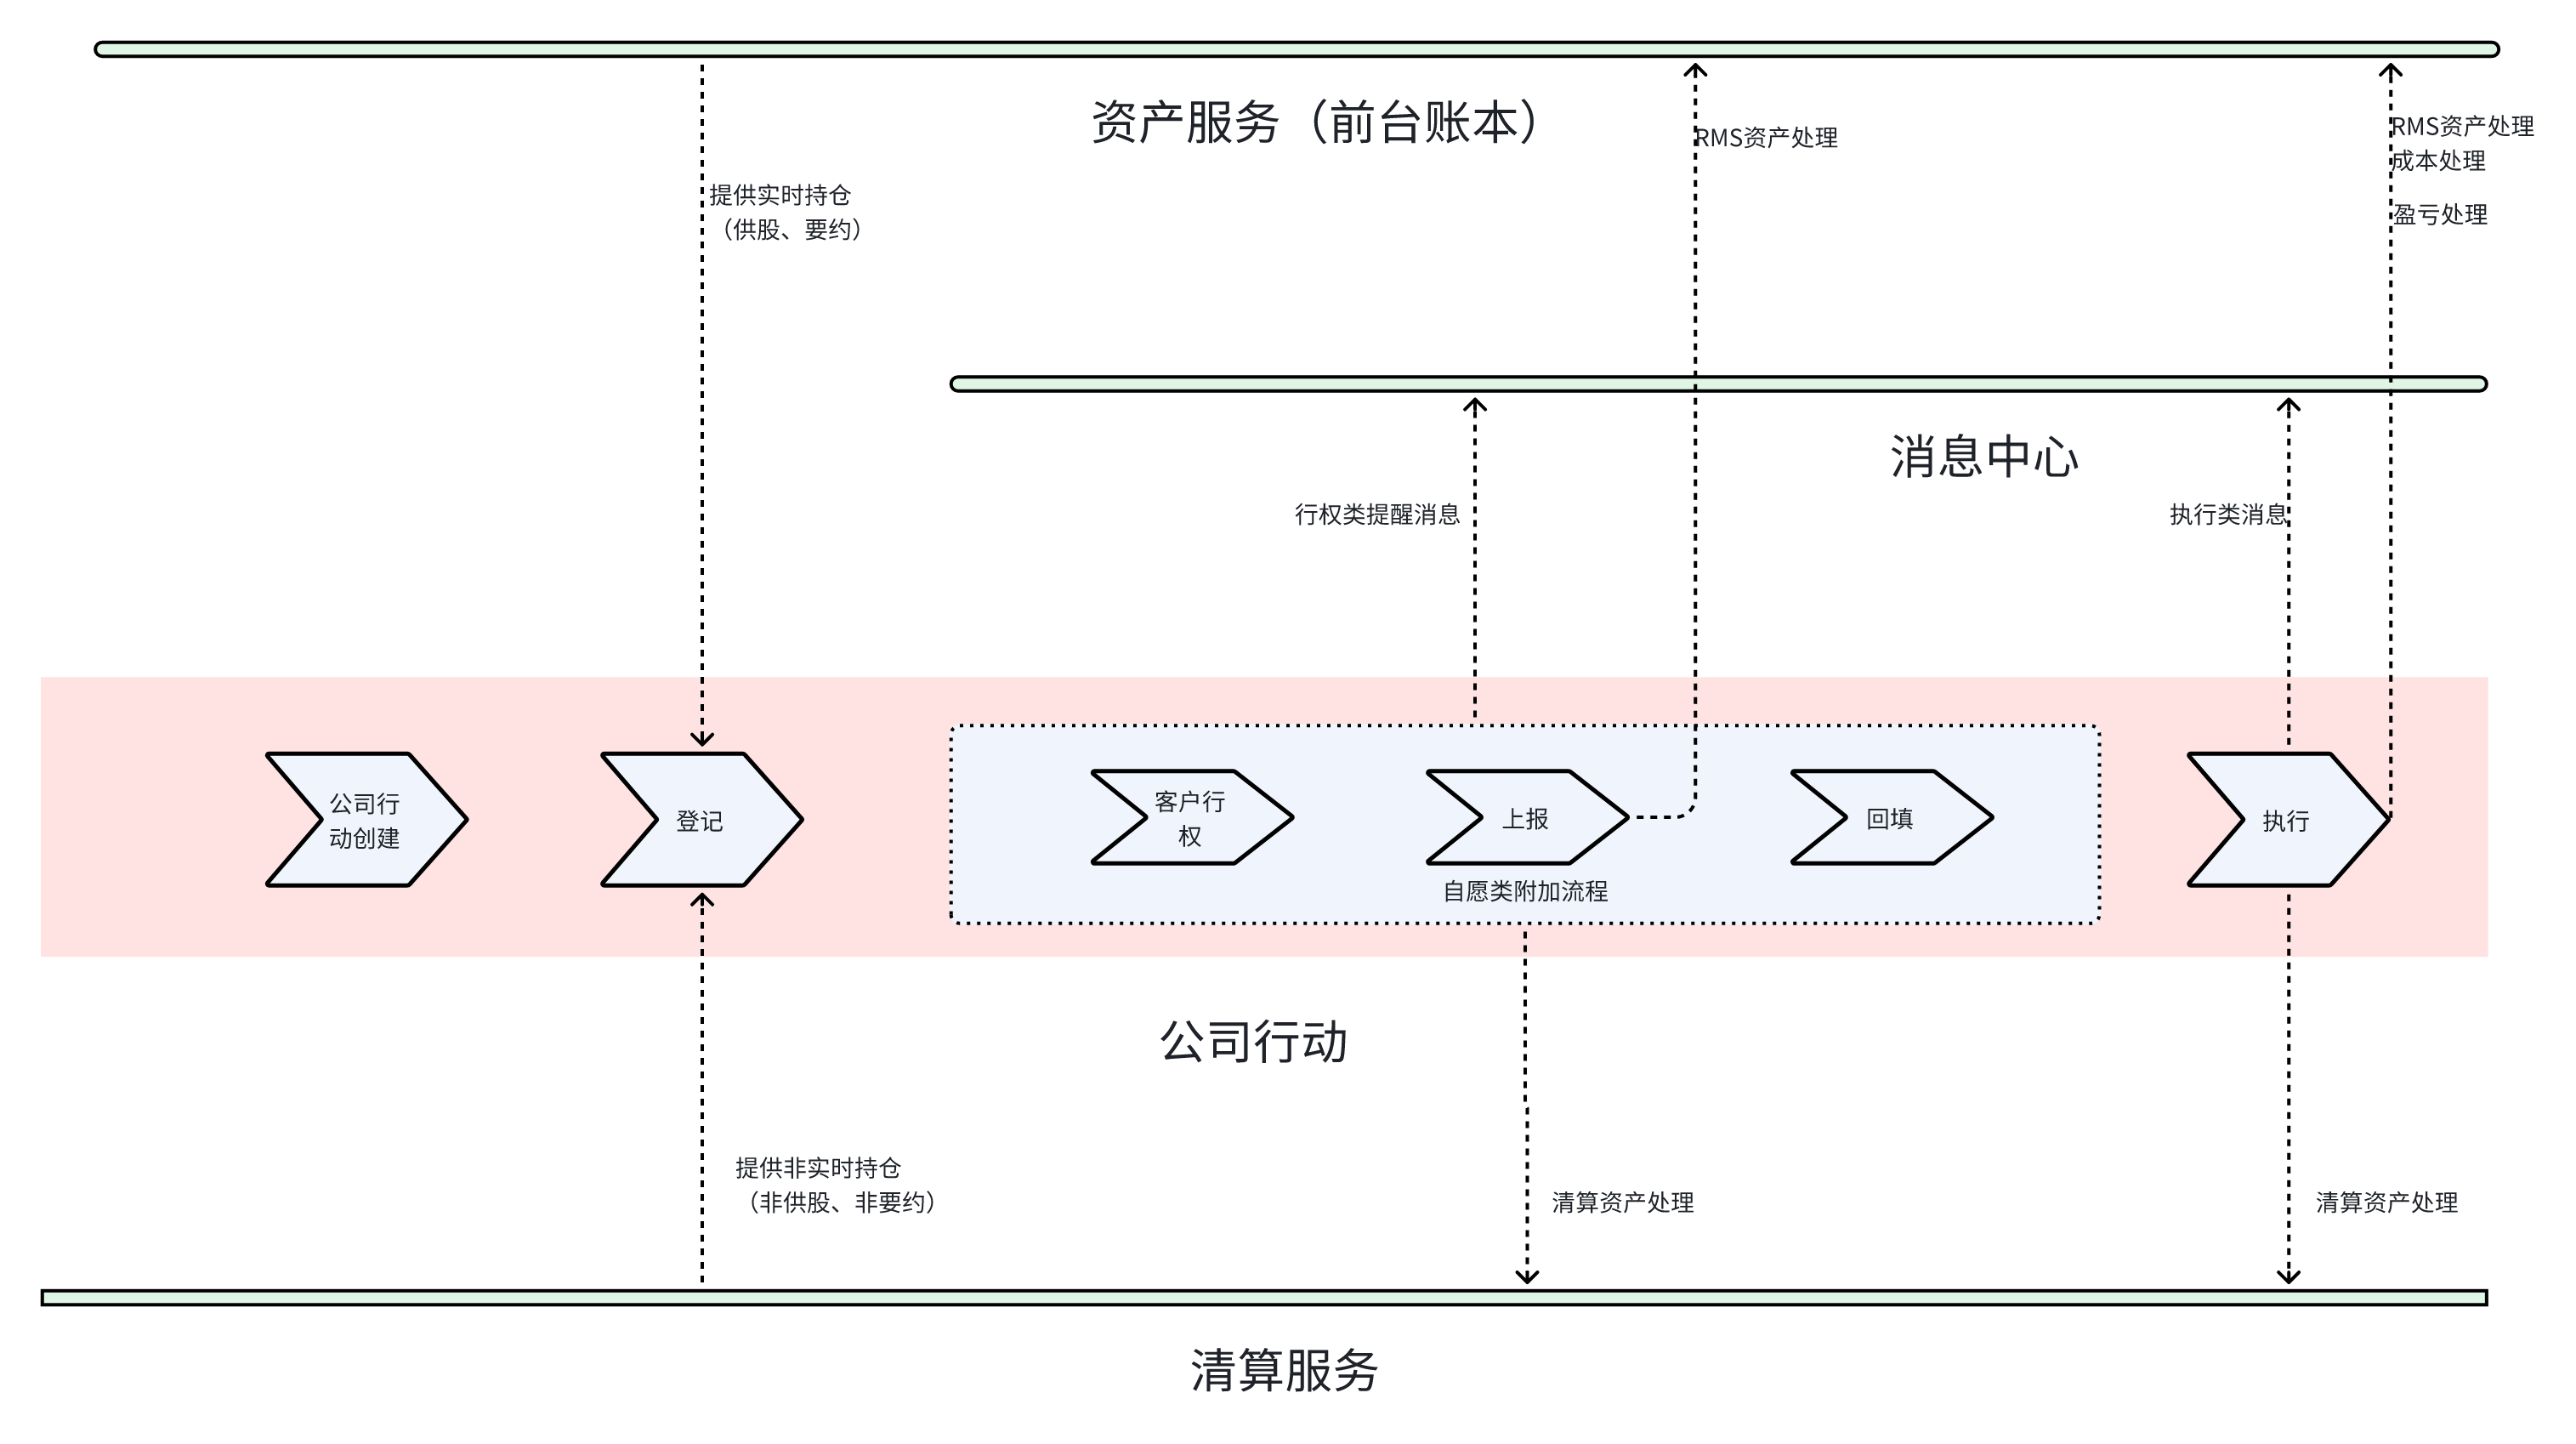 资产服务（前台账本）
RMS资产处理
RMS资产处理
成本处理
盈亏处理
提供实时持仓
（供股、要约）
消息中心
行权类提醒消息
执行类消息
公司行
动创建
登记
客户行
权
上报
回填
执行
自愿类附加流程
公司行动
提供非实时持仓
（非供股、非要约）
清算资产处理
清算资产处理
清算服务